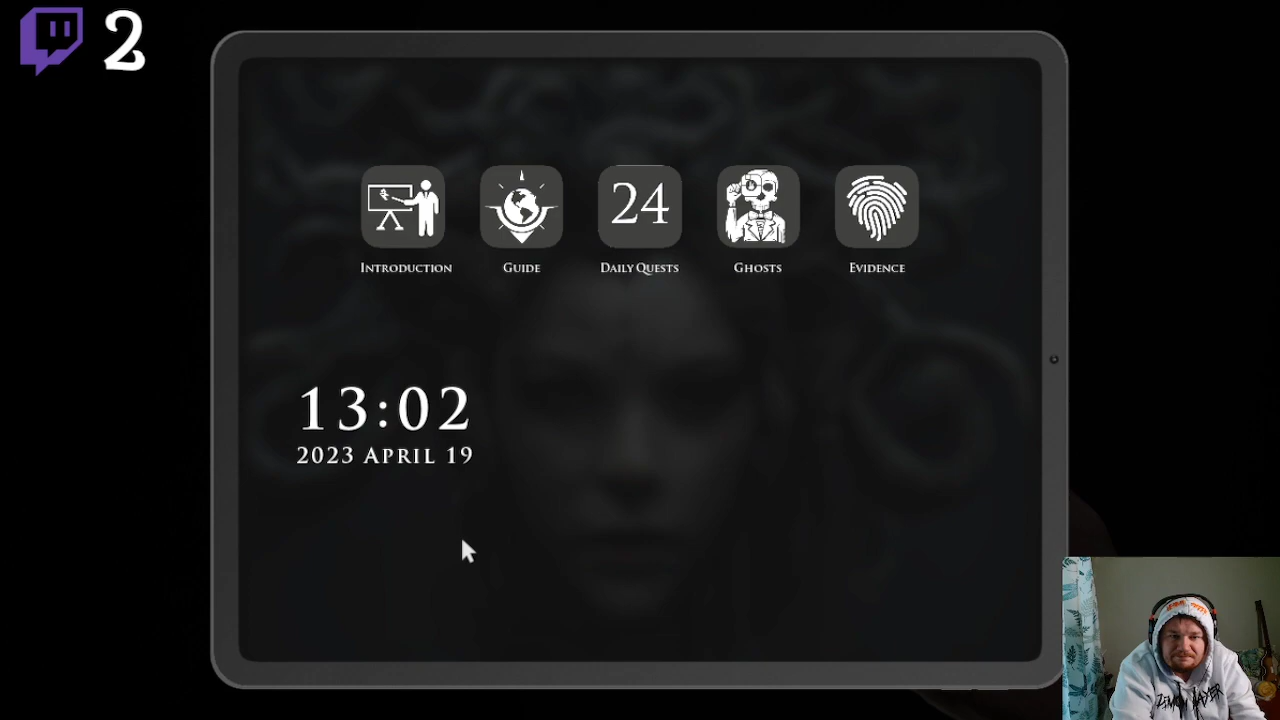 2
24
Introduction
Guide
Daily Quests
Ghosts
Evidence
13:02
2023 April 19